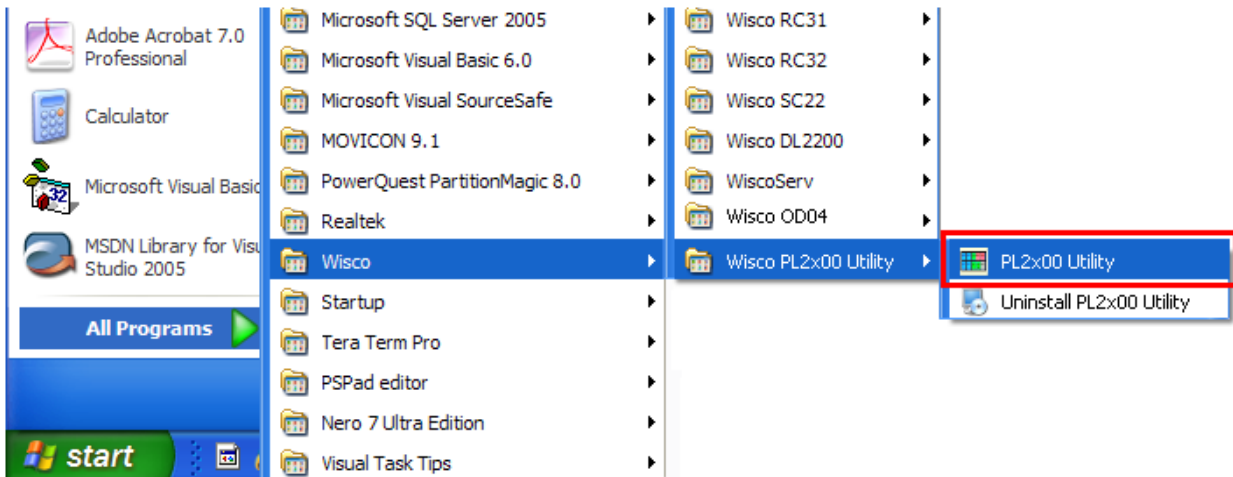 Adobe Acrobat 7.0
Professional
Calculator
Microsoft Visual Basic
MSDN Library for Visu
Studio 2005
All Programs
start
Microsoft SQL Server 2005
Microsoft Visual Basic 6.0
Microsoft Visual SourceSafe
MOVICON 9.1
PowerQuest PartitionMagic 8.0
Realtek
Wisco
Startup
Tera Term Pro
PSPad editor
Nero 7 Ultra Edition
Visual Task Tips
Wisco RC31
Wisco RC32
Wisco SC22
Wisco DL2200
WiscoServ
Wisco OD04
Wisco PL2x00 Utility
PL2x00 Utility
Uninstall PL2x00 Utility